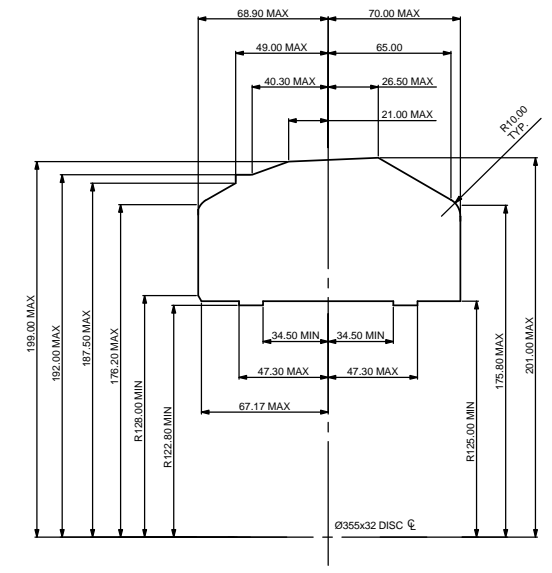 68.90 MAX
70.00 MAX
49.00 MAX
65.00
40.30 MAX
26.50 MAX
21.00 MAX
R10.00
TYP.
199.00 MAX
192.00 MAX
187.50 MAX
176.20 MAX
R128.00 MIN
R122.80 MIN
34.50 MIN
34.50 MIN
47.30 MAX
47.30 MAX
67.17 MAX
R125.00 MIN
175.80 MAX
201.00 MAX
Ø355x32 DISC ℄